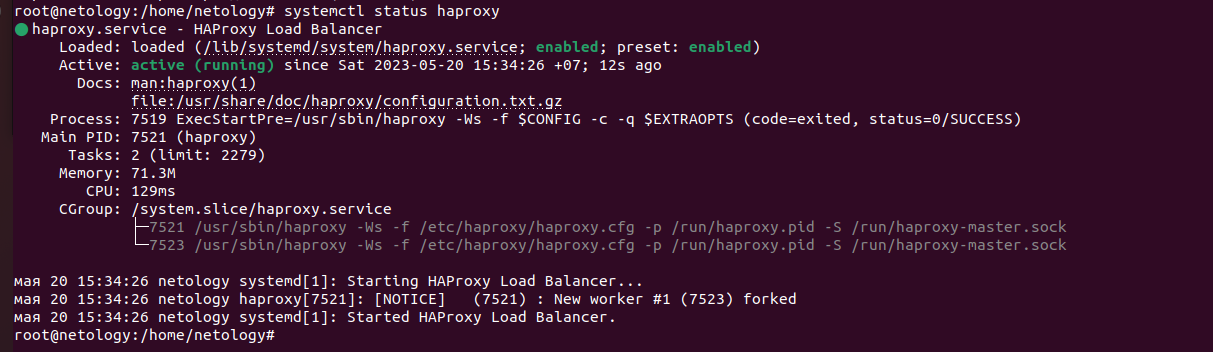 root@netology:/home/netology# systemctl status haproxy
● haproxy.service - HAProxy Load Balancer
     Loaded: loaded (/lib/systemd/system/haproxy.service; enabled; preset: enabled)
     Active: active (running) since Sat 2023-05-20 15:34:26 +07; 12s ago
       Docs: man:haproxy(1)
             file:/usr/share/doc/haproxy/configuration.txt.gz
    Process: 7519 ExecStartPre=/usr/sbin/haproxy -Ws -f $CONFIG -c -q $EXTRAOPTS (code=exited, status=0/SUCCESS)
   Main PID: 7521 (haproxy)
      Tasks: 2 (limit: 2279)
     Memory: 71.3M
        CPU: 129ms
     CGroup: /system.slice/haproxy.service
             ├─7521 /usr/sbin/haproxy -Ws -f /etc/haproxy/haproxy.cfg -p /run/haproxy.pid -S /run/haproxy-master.sock
             └─7523 /usr/sbin/haproxy -Ws -f /etc/haproxy/haproxy.cfg -p /run/haproxy.pid -S /run/haproxy-master.sock
мая 20 15:34:26 netology systemd[1]: Starting HAProxy Load Balancer...
мая 20 15:34:26 netology haproxy[7521]: [NOTICE]   (7521) : New worker #1 (7523) forked
мая 20 15:34:26 netology systemd[1]: Started HAProxy Load Balancer.
root@netology:/home/netology#